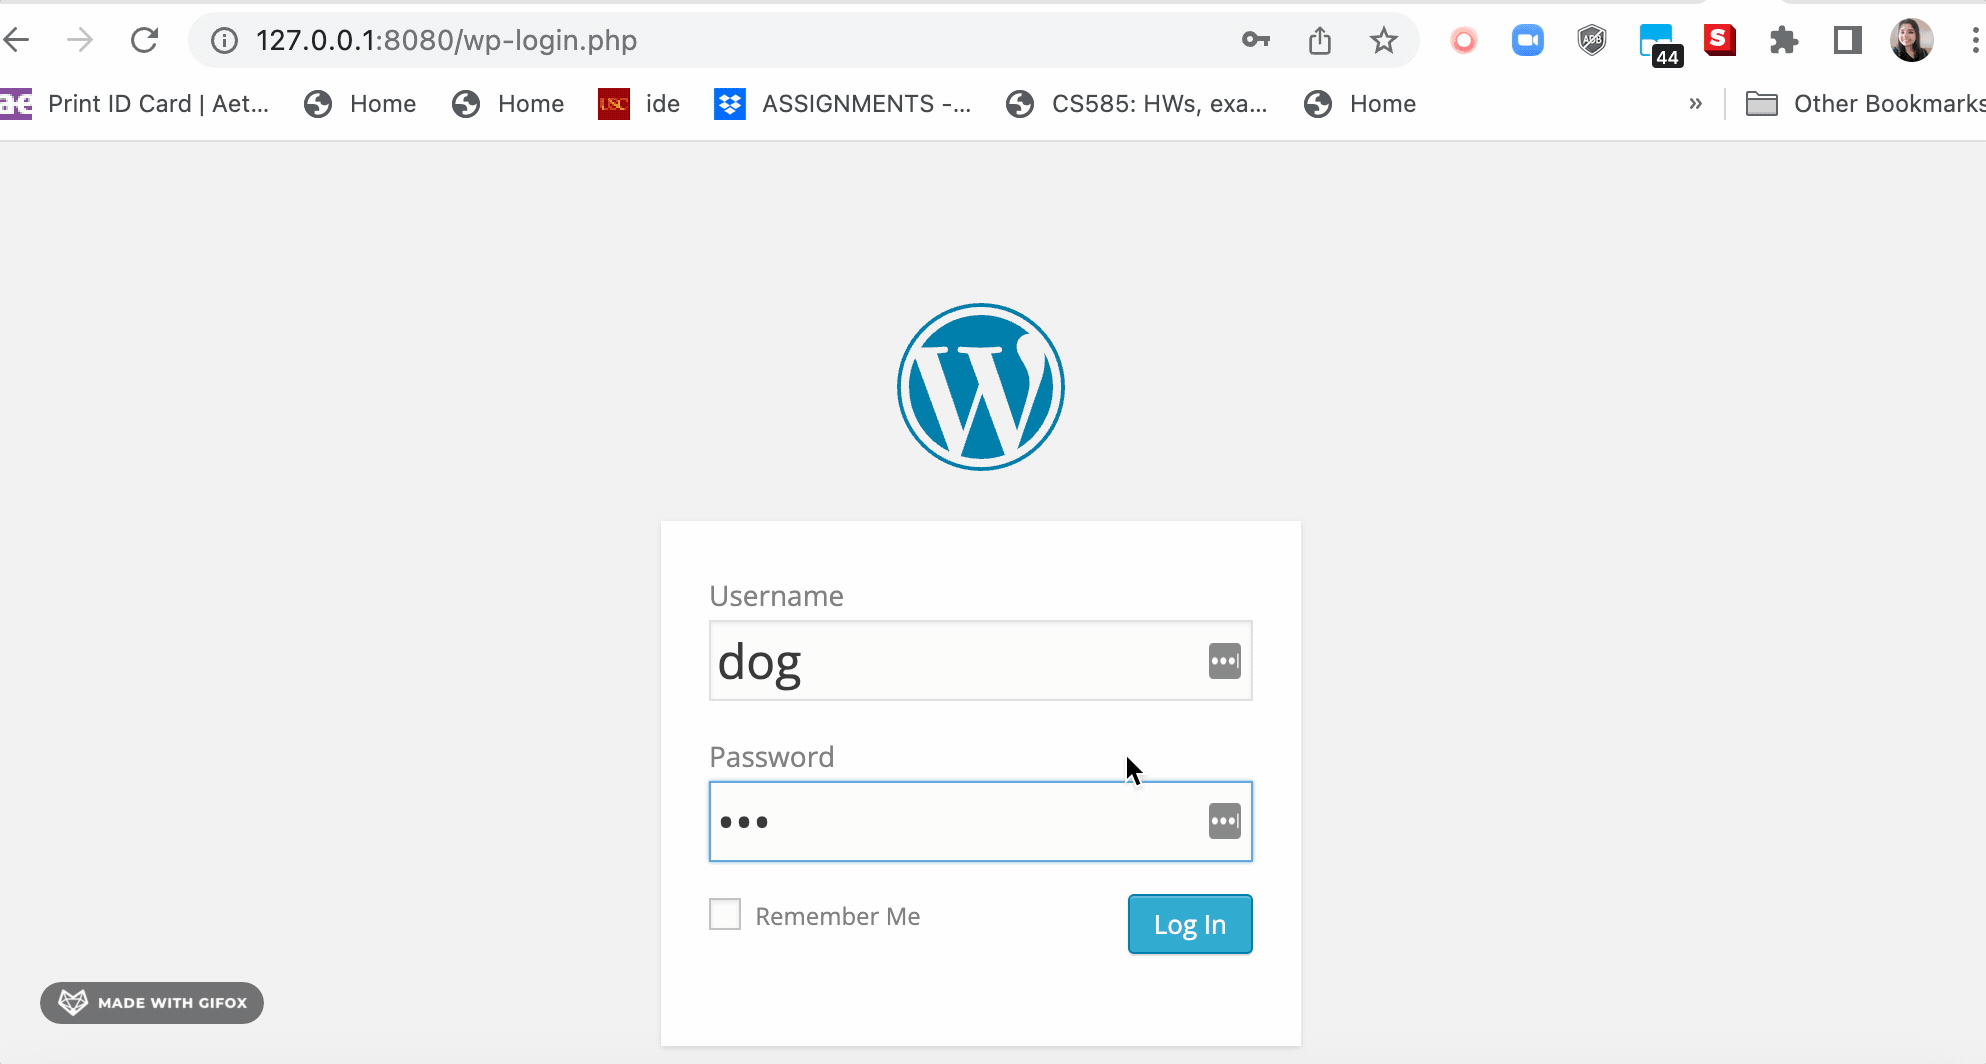 127.0.0.1:8080/wp-login.php
ABP
44
S
ae
Print ID Card | Aet...
Home
Home
USC
ide
ASSIGNMENTS -...
CS585: HWs, exa...
Home
»
Other Bookmarks
W
Username
dog
Password
•••
Remember Me
Log In
MADE WITH GIFOX